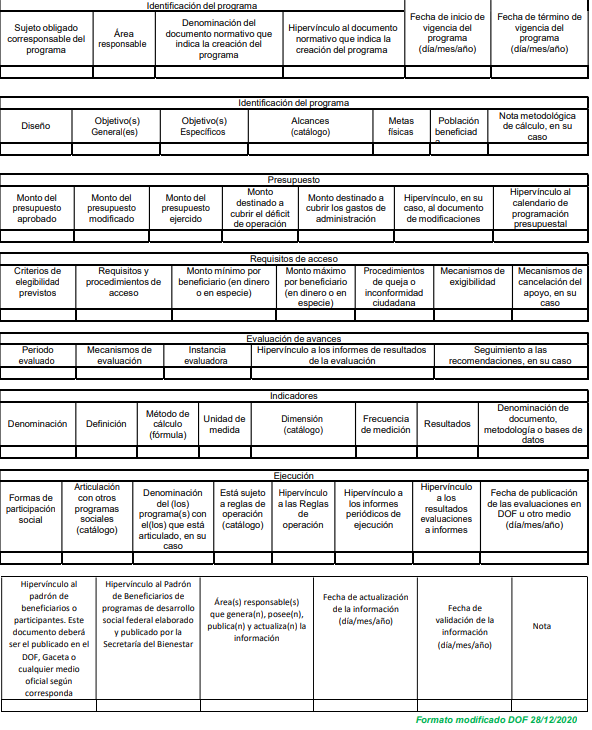 Identificación del programa
Sujeto obligado
corresponsable del
programa
Área
responsable
Denominación del
documento normativo que
indica la creación del
programa
Hipervínculo al documento
normativo que indica la
creación del programa
Fecha de inicio de
vigencia del
programa
(día/mes/año)
Fecha de término de
vigencia del
programa
(día/mes/año)
Identificación del programa
Diseño
Objetivo(s)
General(es)
Objetivo(s)
Específicos
Alcances
(catálogo)
Metas
físicas
Población
beneficiad
Nota metodológica
de cálculo, en su
caso
Presupuesto
Monto del
presupuesto
aprobado
Monto del
presupuesto
modificado
Monto del
presupuesto
ejercido
Monto
destinado a
cubrir el déficit
de operación
Monto destinado a
cubrir los gastos de
administración
Hipervínculo, en su
caso, al documento
de modificaciones
Hipervínculo al
calendario de
programación
presupuestal
Requisitos de acceso
Criterios de
elegibilidad
previstos
Requisitos y
procedimientos de
acceso
Monto mínimo por
beneficiario (en dinero
o en especie)
Monto máximo
por beneficiario
(en dinero o en
especie)
Procedimientos
de queja o
inconformidad
ciudadana
Mecanismos de
exigibilidad
Mecanismos de
cancelación del
apoyo, en su
caso
Evaluación de avances
Periodo
evaluado
Mecanismos de
evaluación
Instancia
evaluadora
Hipervínculo a los informes de resultados
de la evaluación
Seguimiento a las
recomendaciones, en su caso
Indicadores
Denominación
Definición
Método de
cálculo
(fórmula)
Unidad de
medida
Dimensión
(catálogo)
Frecuencia
de medición
Resultados
Denominación de
documento,
metodología o bases de
datos
Ejecución
Formas de
participación
social
Articulación
con otros
programas
sociales
(catálogo)
Denominación
del (los)
programa(s) con
el(los) que está
articulado, en su
caso
Está sujeto
a reglas de
operación
(catálogo)
Hipervínculo
a las Reglas
de
operación
Hipervínculo a
los informes
periódicos de
ejecución
Hipervínculo
a los
resultados
evaluaciones
a informes
Fecha de publicación
de las evaluaciones en
DOF u otro medio
(día/mes/año)
Hipervínculo al
padrón de
beneficiarios o
participantes. Este
documento deberá
ser el publicado en el
DOF, Gaceta o
cualquier medio
oficial según
corresponda
Hipervínculo al Padrón
de Beneficiarios de
programas de desarrollo
social federal elaborado
y publicado por la
Secretaría del Bienestar
Área(s) responsable(s)
que genera(n), posee(n),
publica(n) y actualiza(n) la
información
Fecha de actualización
de la información
(día/mes/año)
Fecha de
validación de la
información
(día/mes/año)
Nota
Formato modificado DOF 28/12/2020